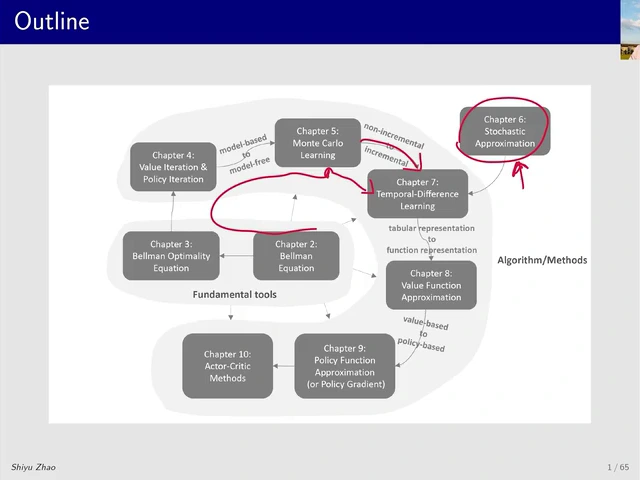 Outline
Chapter 6:
Stochastic
Approximation
Chapter 5:
Monte Carlo
Learning
non-incremental
to
incremental
model-based
to
model-free
Chapter 4:
Value Iteration &
Policy Iteration
Chapter 7:
Temporal-Difference
Learning
tabular representation
to
function representation
Chapter 3:
Bellman Optimality
Equation
Chapter 2:
Bellman
Equation
Algorithm/Methods
Chapter 8:
Value Function
Approximation
Fundamental tools
value-based
to
policy-based
Chapter 10:
Actor-Critic
Methods
Chapter 9:
Policy Function
Approximation
(or Policy Gradient)
Shiyu Zhao
1 / 65